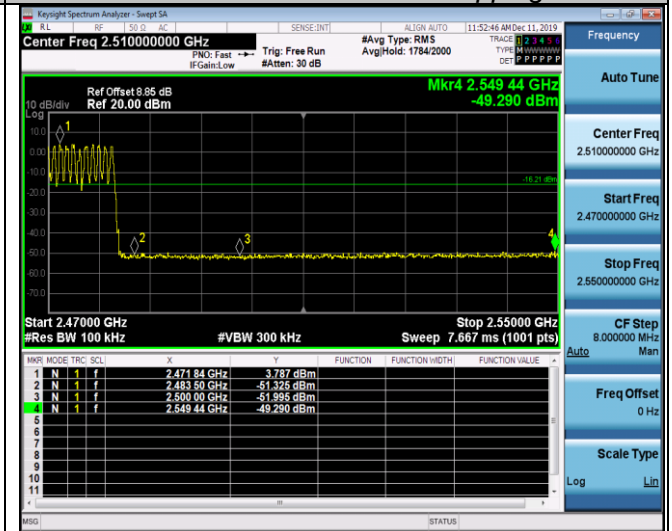 Keysight Spectrum Analyzer - Swept SA
RL RF 50 Ω AC SENSE:INT ALIGN AUTO 11:52:46 AM Dec 11, 2019
Center Freq 2.510000000 GHz
PNO: Fast
IFGain:Low
Trig: Free Run
#Atten: 30 dB
#Avg Type: RMS
Avg|Hold: 1784/2000
TRACE 1 2 3 4 5 6
TYPE M W W W W W
DET P P P P P P
Frequency
Mkr4 2.549 44 GHz
-49.290 dBm
Ref Offset 8.85 dB
10 dB/div Ref 20.00 dBm
Log
10.0
0.00
-10.0
-20.0
-30.0
-40.0
-50.0
-60.0
-70.0
1
2
3
4
-16.21 dBm
Start 2.47000 GHz
Stop 2.55000 GHz
#Res BW 100 kHz #VBW 300 kHz Sweep 7.667 ms (1001 pts)
MKR MODE TRC SCL X Y FUNCTION FUNCTION WIDTH FUNCTION VALUE
1 N 1 f 2.471 84 GHz 3.787 dBm
2 N 1 f 2.483 50 GHz -51.325 dBm
3 N 1 f 2.500 00 GHz -51.995 dBm
4 N 1 f 2.549 44 GHz -49.290 dBm
5
6
7
8
9
10
11
MSG STATUS
Auto Tune
Center Freq
2.510000000 GHz
Start Freq
2.470000000 GHz
Stop Freq
2.550000000 GHz
CF Step
8.000000 MHz
Auto Man
Freq Offset
0 Hz
Scale Type
Log Lin